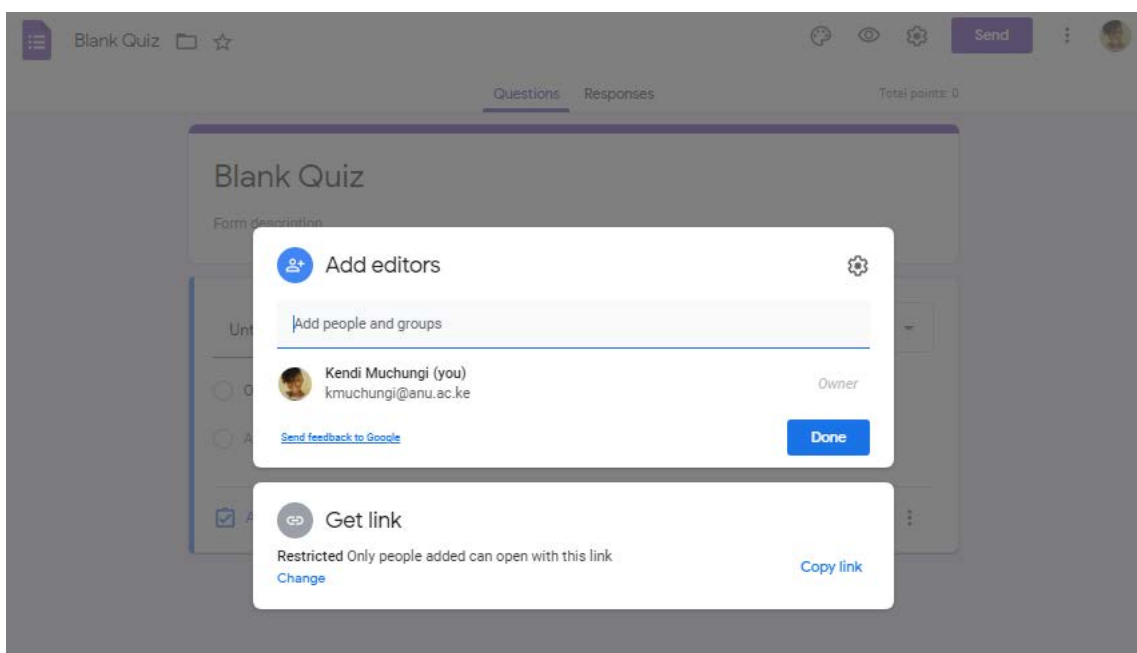 Blank Quiz
Send
Questions Responses
Total points: 0
Blank Quiz
Form description
Add editors
Add people and groups
Kendi Muchungi (you)
kmuchungi@anu.ac.ke
Owner
Send feedback to Google
Done
Get link
Restricted Only people added can open with this link
Change
Copy link